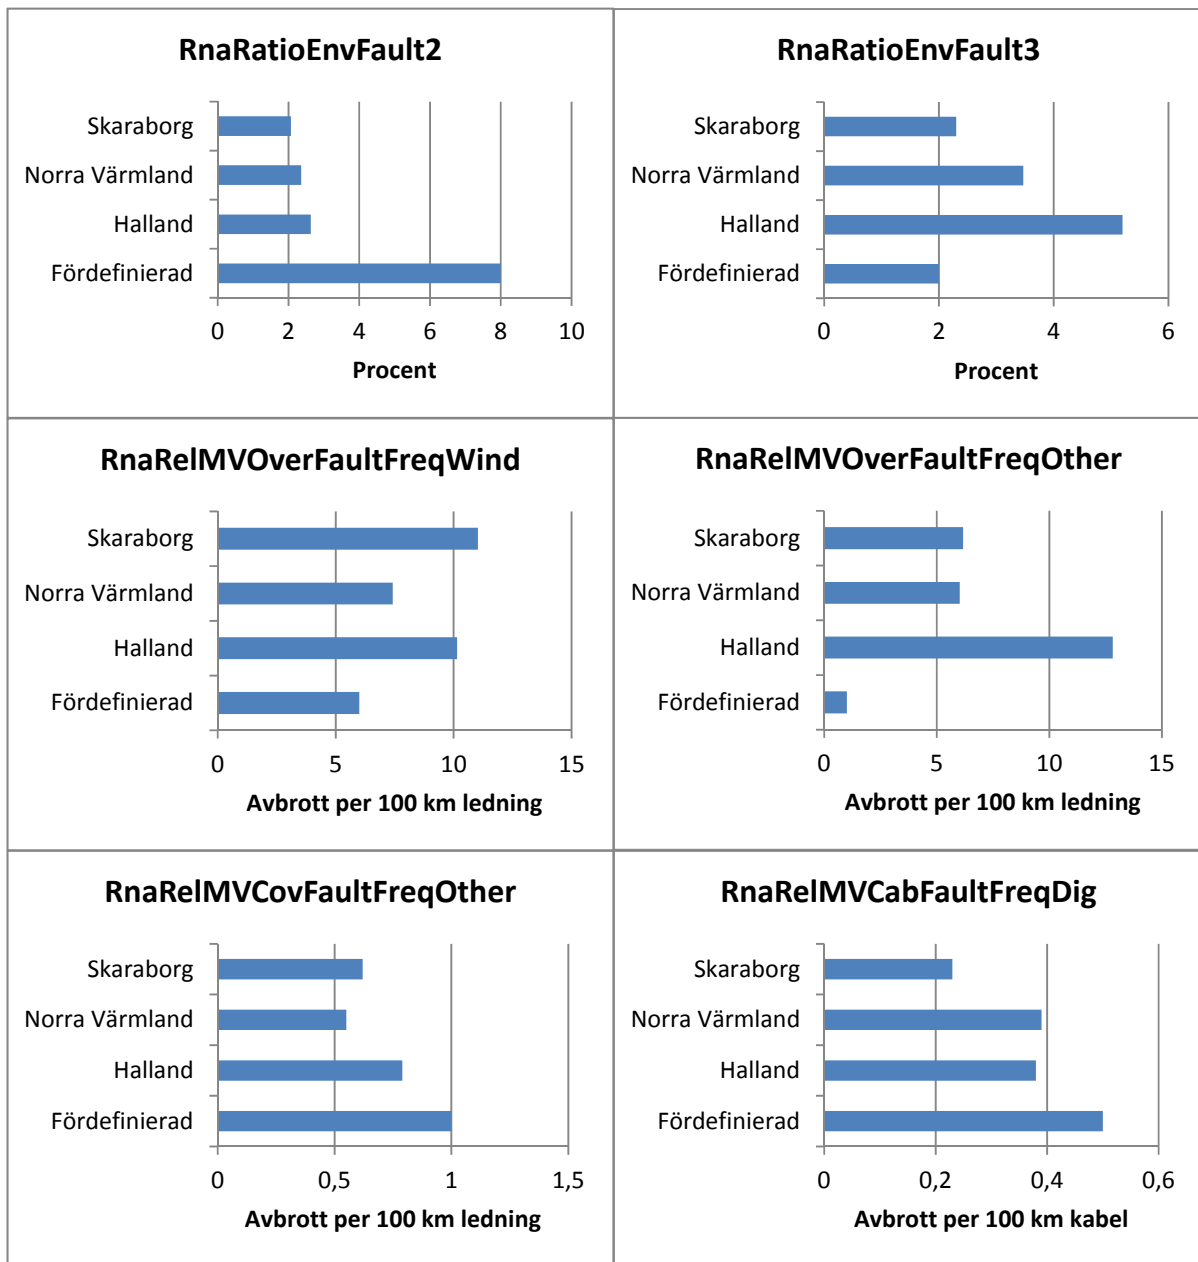 RnaRatioEnvFault2
Skaraborg
Norra Värmland
Halland
Fördefinierad
0 2 4 6 8 10
Procent
RnaRatioEnvFault3
Skaraborg
Norra Värmland
Halland
Fördefinierad
0 2 4 6
Procent
RnaRelMVOverFaultFreqWind
Skaraborg
Norra Värmland
Halland
Fördefinierad
0 5 10 15
Avbrott per 100 km ledning
RnaRelMVOverFaultFreqOther
Skaraborg
Norra Värmland
Halland
Fördefinierad
0 5 10 15
Avbrott per 100 km ledning
RnaRelMVCovFaultFreqOther
Skaraborg
Norra Värmland
Halland
Fördefinierad
0 0,5 1 1,5
Avbrott per 100 km ledning
RnaRelMVCabFaultFreqDig
Skaraborg
Norra Värmland
Halland
Fördefinierad
0 0,2 0,4 0,6
Avbrott per 100 km kabel